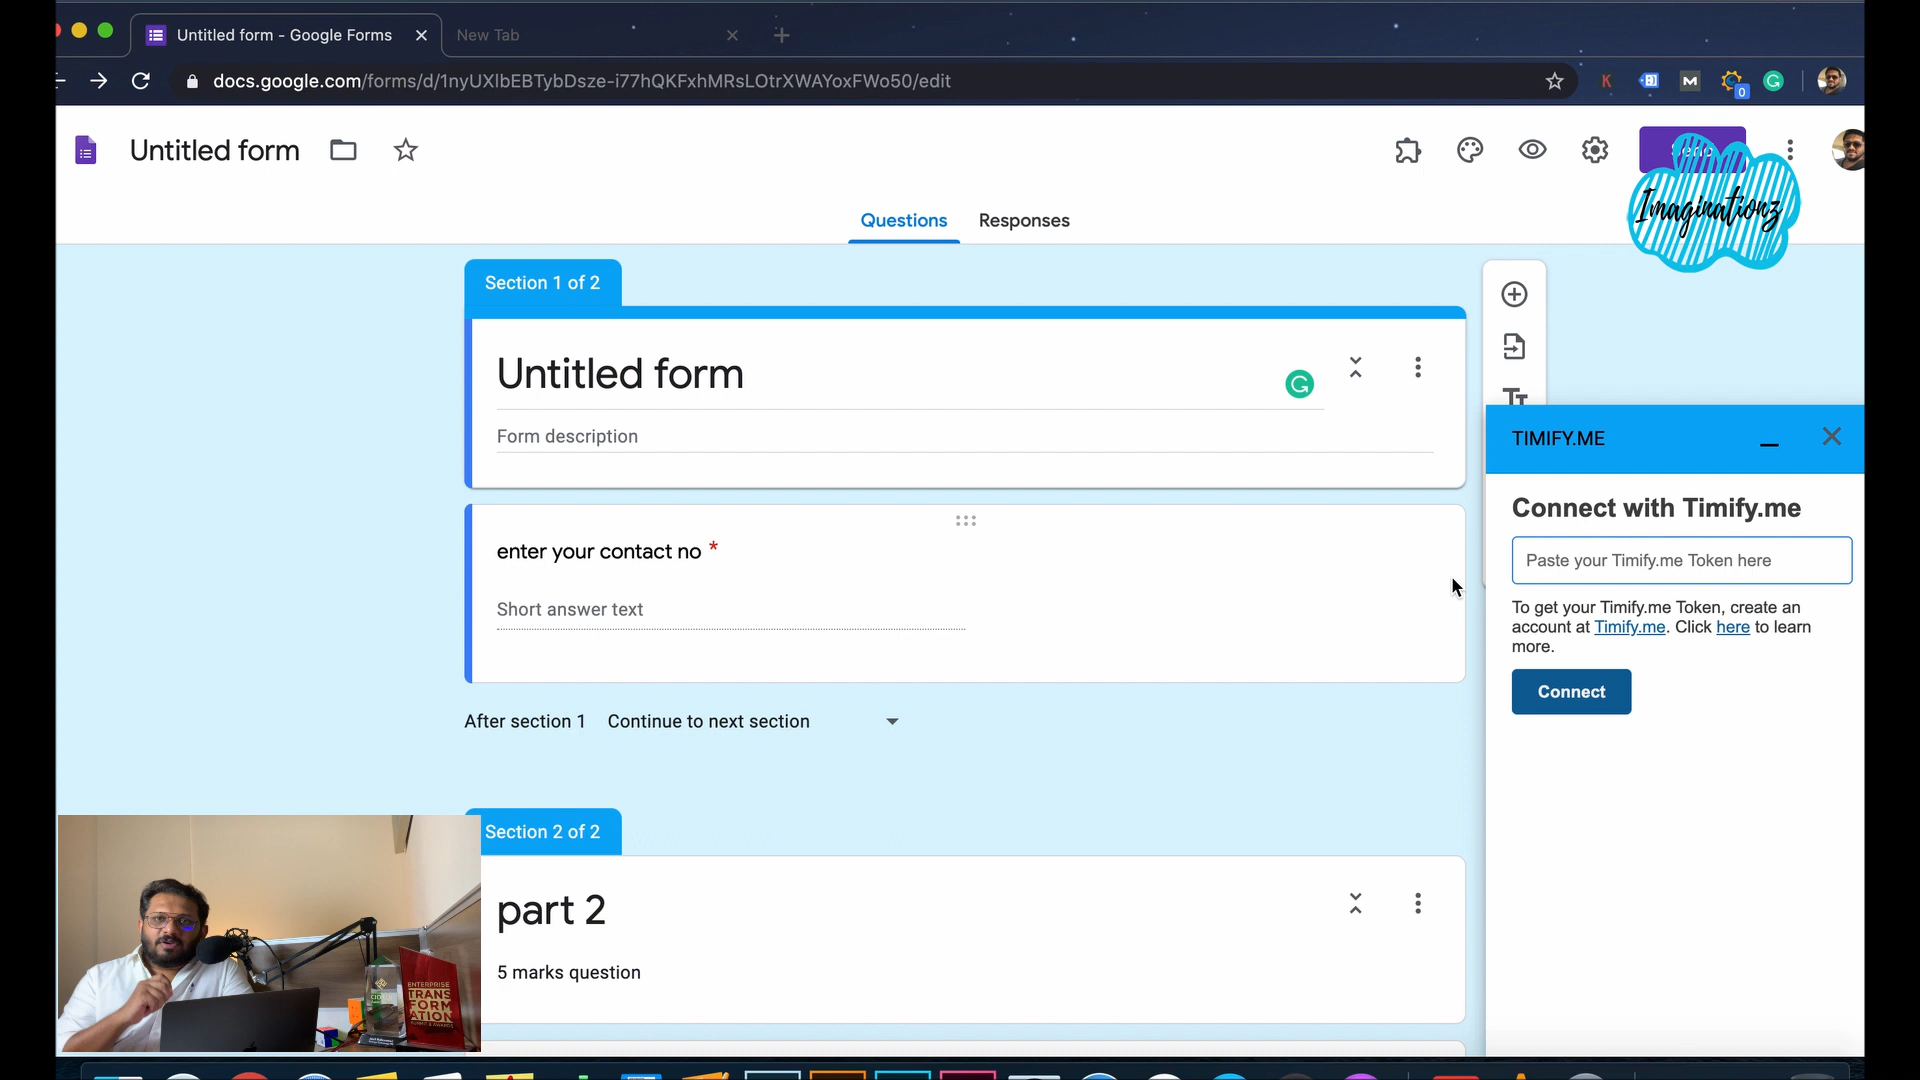 Untitled form - Google Forms
New Tab
docs.google.com/forms/d/1nyUXlbEBTybDsze-i77hQKFxhMRsLOtrXWAYoxFWo50/edit
K
M
0
Untitled form
Imaginationz
Questions
Responses
Section 1 of 2
Untitled form
Form description
enter your contact no *
Short answer text
After section 1
Continue to next section
Section 2 of 2
part 2
5 marks question
Tт
TIMIFY.ME
Connect with Timify.me
Paste your Timify.me Token here
To get your Timify.me Token, create an
account at Timify.me. Click here to learn
more.
Connect
ENTERPRISE
TRANS
FORM
ATION